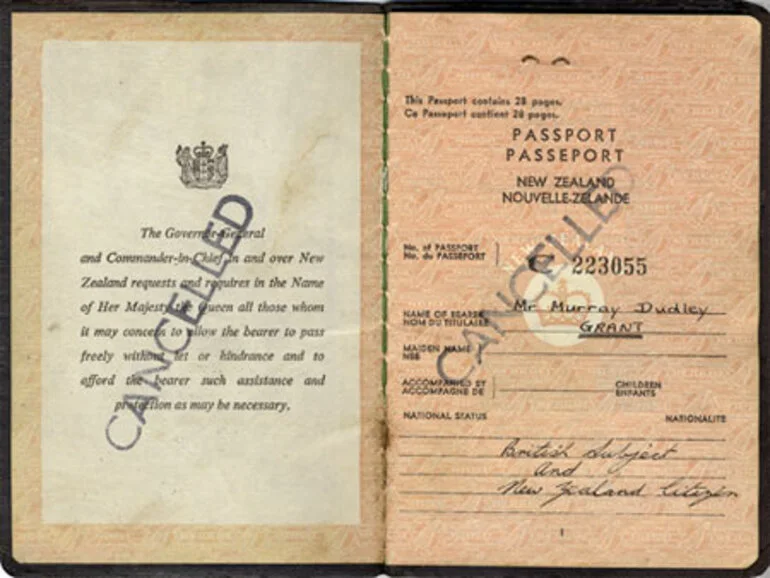 The Governor-General
and Commander-in-Chief in and over New
Zealand requests and requires in the Name
of Her Majesty the Queen all those whom
it may concern to allow the bearer to pass
freely without let or hindrance and to
afford the bearer such assistance and
protection as may be necessary.
CANCELLED
This Passport contains 28 pages.
Ce Passeport contient 28 pages.
PASSPORT
PASSEPORT
NEW ZEALAND
NOUVELLE-ZELANDE
No. of PASSPORT
No. du PASSEPORT
C 223055
NAME OF BEARER
NOM DU TITULAIRE
Mr Murray Dudley
GRANT
MAIDEN NAME
NEE
ACCOMPANIED BY
ACCOMPAGNE DE
CHILDREN
ENFANTS
NATIONAL STATUS
NATIONALITE
British Subject
and
New Zealand Citizen
CANCELLED
1